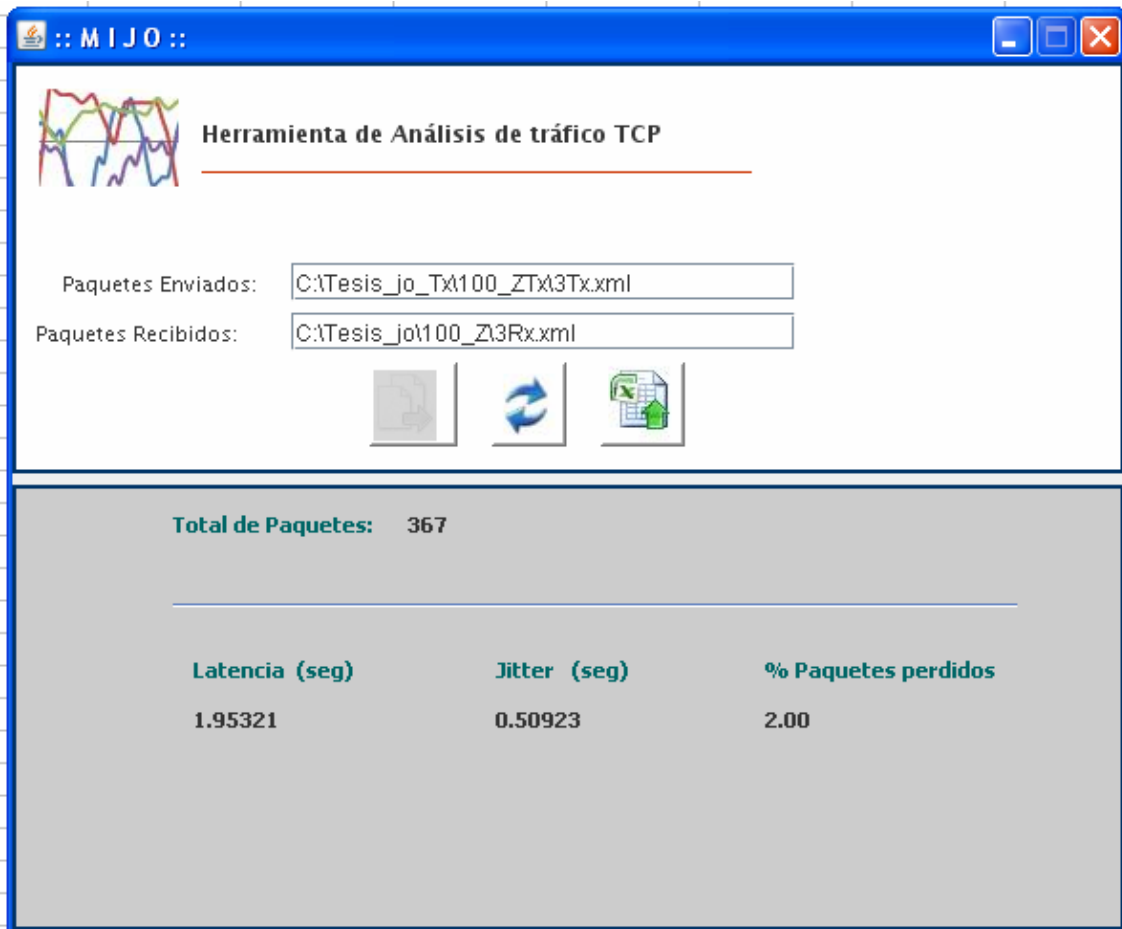 :: M I J O ::
Herramienta de Análisis de tráfico TCP
Paquetes Enviados: C:\Tesis_jo_Tx\100_ZTx\3Tx.xml
Paquetes Recibidos: C:\Tesis_jo\100_Z\3Rx.xml
Total de Paquetes: 367
Latencia (seg) Jitter (seg) % Paquetes perdidos
1.95321 0.50923 2.00